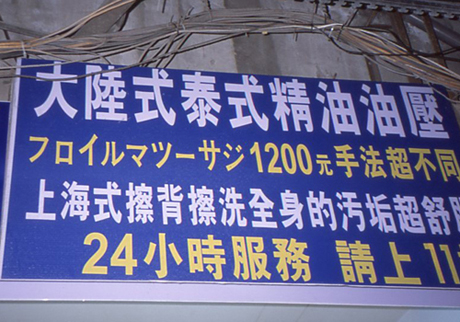 大陸式泰式精油油壓
フロイルマツーサジ1200元手法超不同
上海式擦背擦洗全身的汚垢超舒
24小時服務 請上11